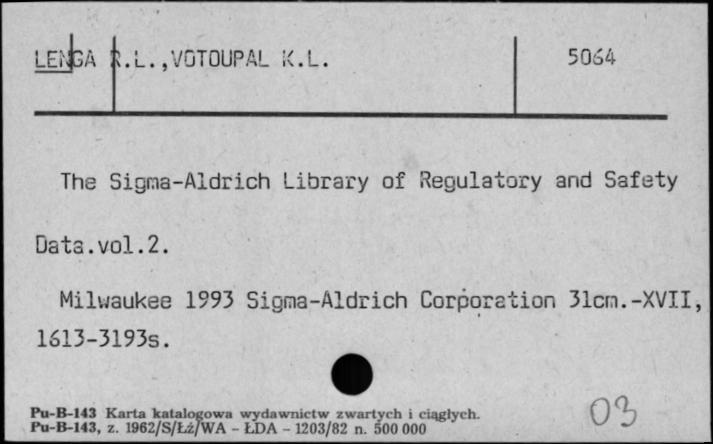 LENGA R.L.,VOTOUPAL K.L. 5064
The Sigma-Aldrich Library of Regulatory and Safety
Data.vol.2.
Milwaukee 1993 Sigma-Aldrich Corporation 31cm.-XVII,
1613-3193s.
03
Pu-B-143 Karta katalogowa wydawnictw zwartych i ciągłych.
Pu-B-143, z. 1962/S/Łź/WA - ŁDA - 1203/82 n. 500 000